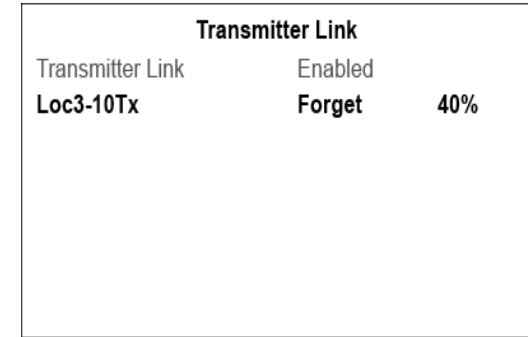 Transmitter Link
Transmitter Link Enabled
Loc3-10Tx Forget 40%